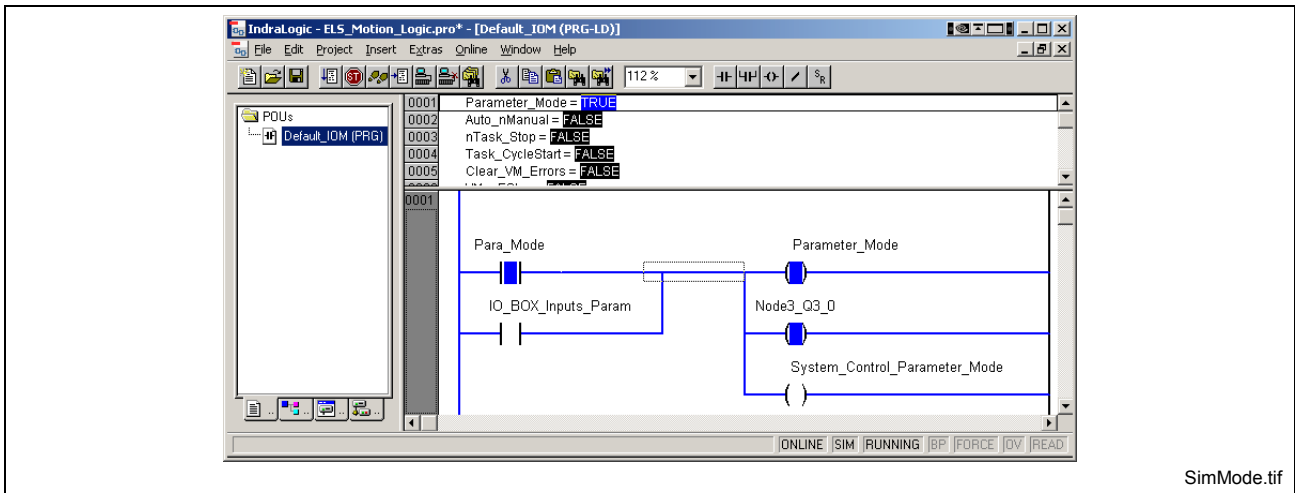 IndraLogic - ELS_Motion_Logic.pro* - [Default_IOM (PRG-LD)]
File Edit Project Insert Extras Online Window Help
112 %
POUs
Default_IOM (PRG)
0001 Parameter_Mode = TRUE
0002 Auto_nManual = FALSE
0003 nTask_Stop = FALSE
0004 Task_CycleStart = FALSE
0005 Clear_VM_Errors = FALSE
0001
Para_Mode Parameter_Mode
IO_BOX_Inputs_Param Node3_Q3_0
System_Control_Parameter_Mode
ONLINE SIM RUNNING BP FORCE OV READ
SimMode.tif